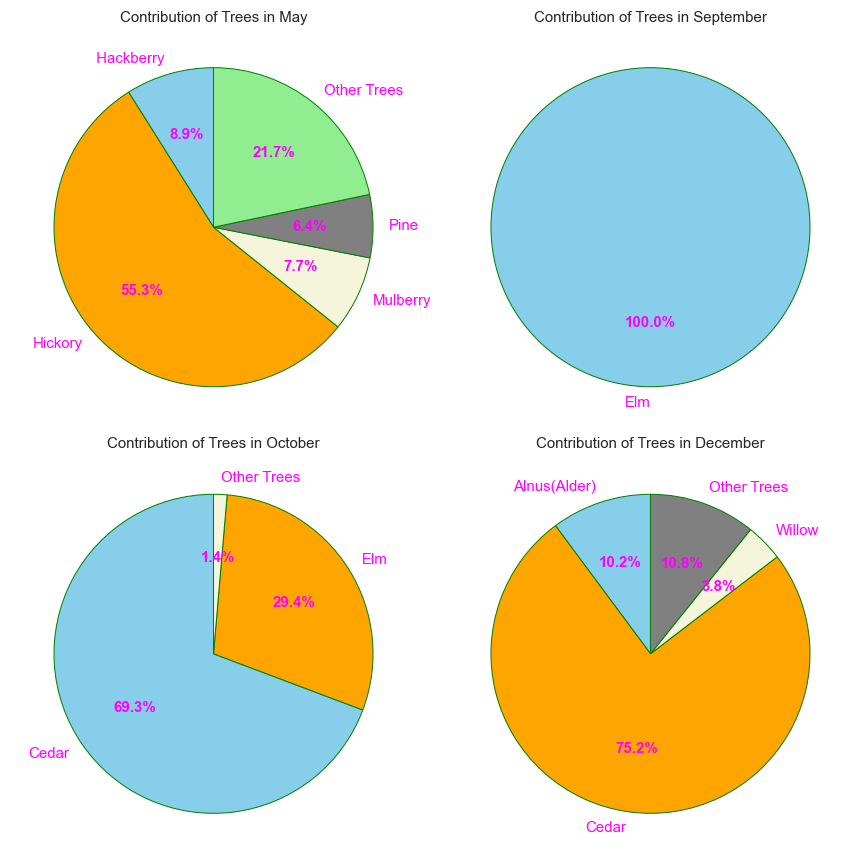 Contribution of Trees in May
Hackberry
8.9%
Other Trees
21.7%
Pine
6.4%
7.7%
Mulberry
55.3%
Hickory
Contribution of Trees in September
100.0%
Elm
Contribution of Trees in October
Other Trees
1.4%
Elm
29.4%
69.3%
Cedar
Contribution of Trees in December
Alnus(Alder)
10.2%
Other Trees
10.8%
Willow
3.8%
75.2%
Cedar